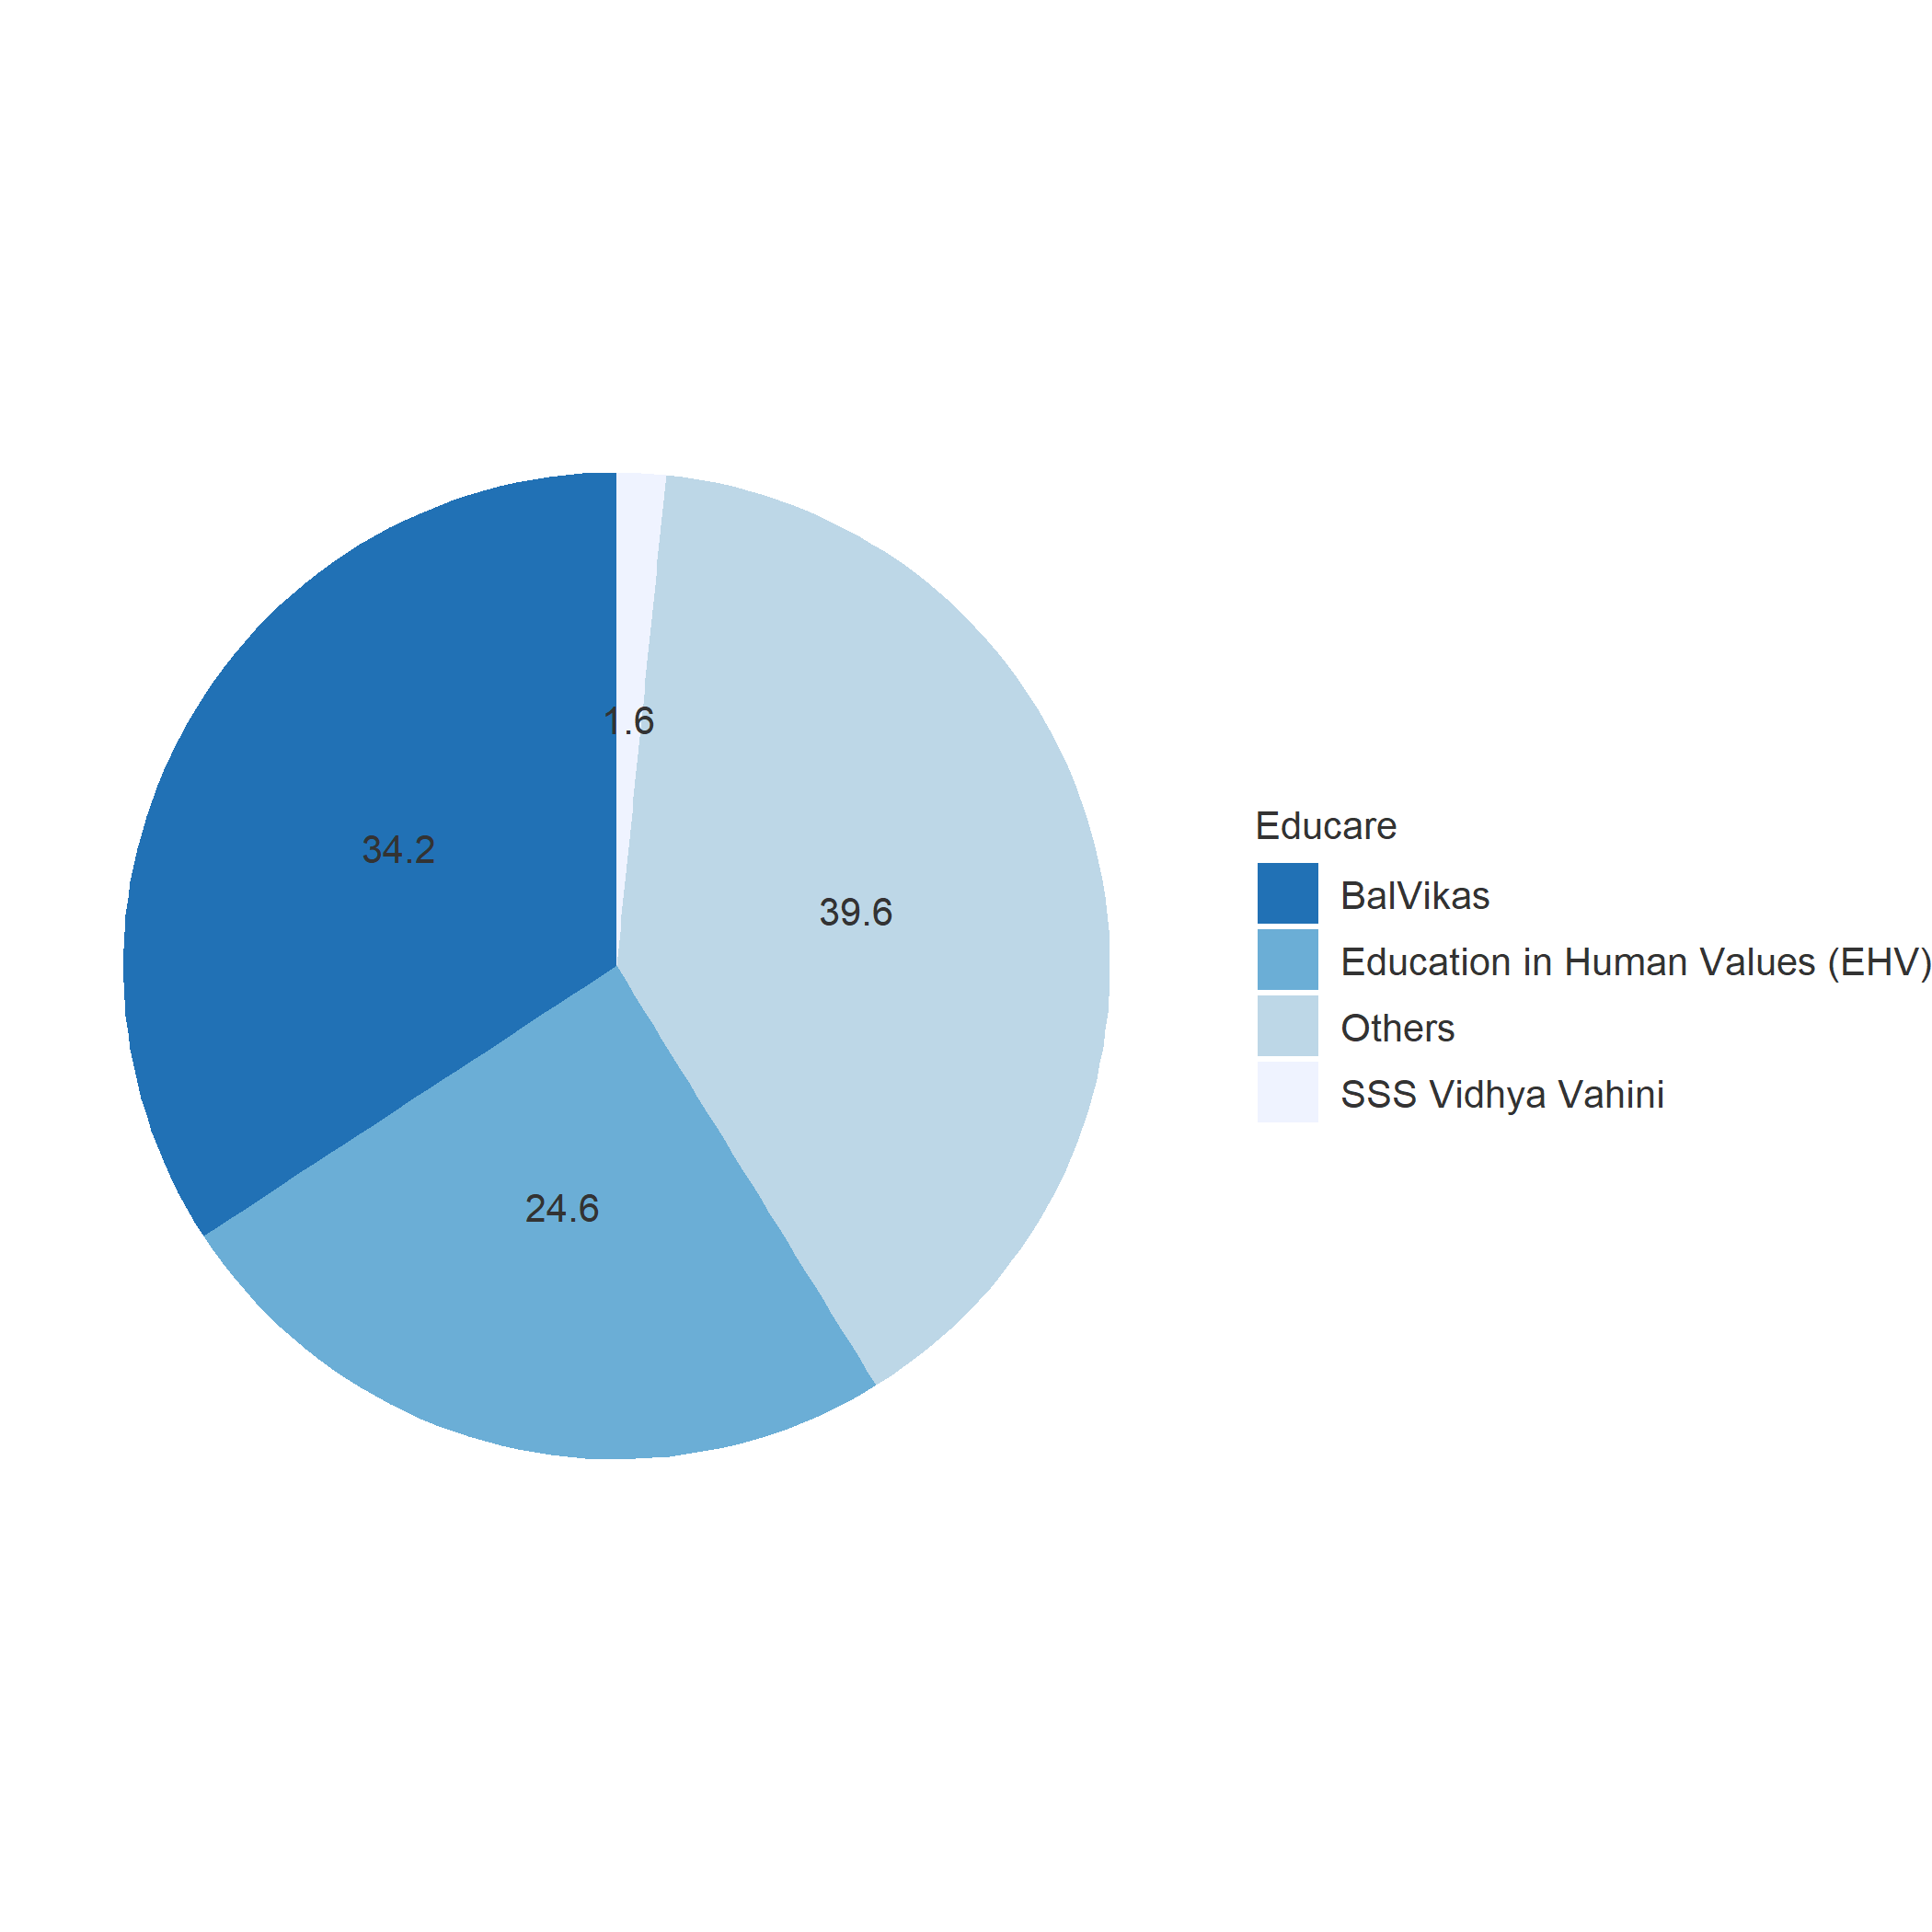 1.6
34.2
39.6
24.6
Educare
BalVikas
Education in Human Values (EHV)
Others
SSS Vidhya Vahini